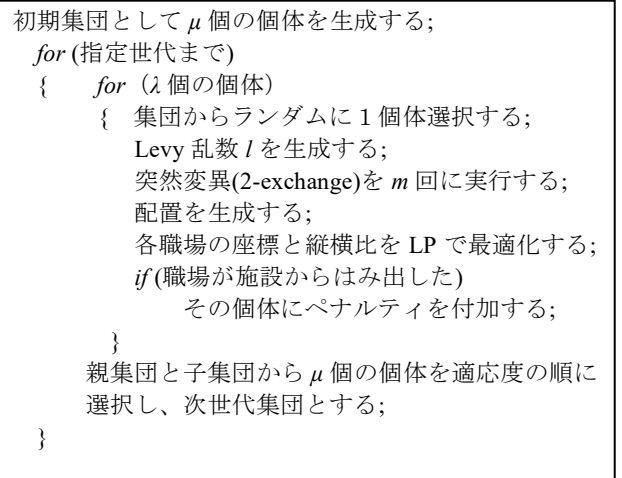 初期集団として μ 個の個体を生成する;
for (指定世代まで)
{ for（λ 個の個体）
{ 集団からランダムに１個体選択する;
Levy 乱数 l を生成する;
突然変異(2-exchange)を m 回に実行する;
配置を生成する;
各職場の座標と縦横比を LP で最適化する;
if (職場が施設からはみ出した)
その個体にペナルティを付加する;
}
親集団と子集団から μ 個の個体を適応度の順に
選択し、次世代集団とする;
}